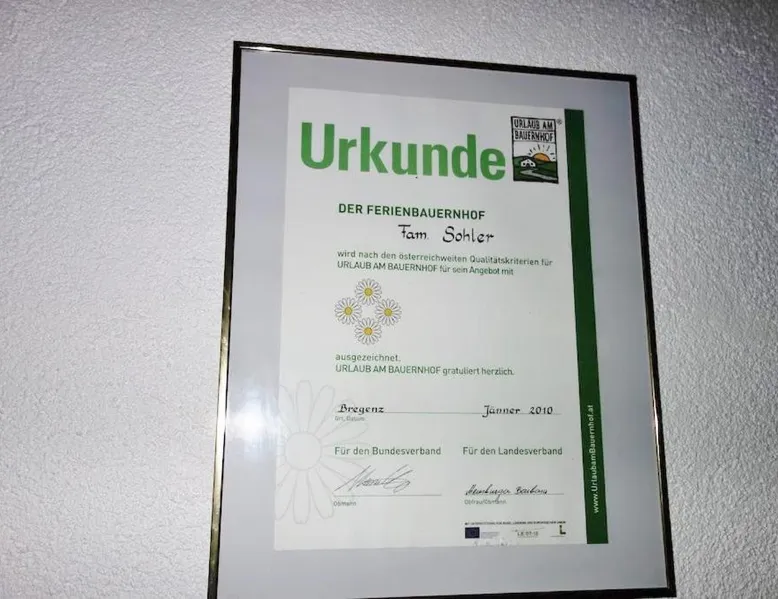 Urkunde
URLAUB AM
BAUERNHOF
®
DER FERIENBAUERNHOF
Fam. Sohler
wird nach den österreichweiten Qualitätskriterien für
URLAUB AM BAUERNHOF für sein Angebot mit
ausgezeichnet.
URLAUB AM BAUERNHOF gratuliert herzlich.
Bregenz Jänner 2010
Ort, Datum
Für den Bundesverband Für den Landesverband
Obmann Obfrau/Obmann
www.UrlaubamBauernhof.at